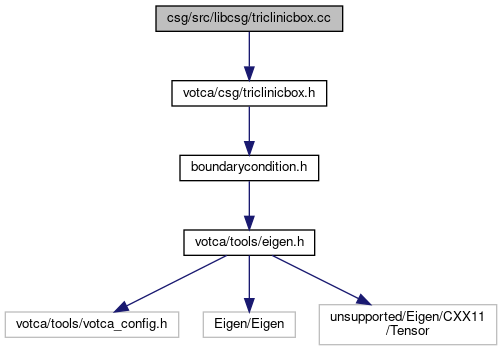 csg/src/libcsg/triclinicbox.cc
votca/csg/triclinicbox.h
boundarycondition.h
votca/tools/eigen.h
votca/tools/votca_config.h
Eigen/Eigen
unsupported/Eigen/CXX11
/Tensor